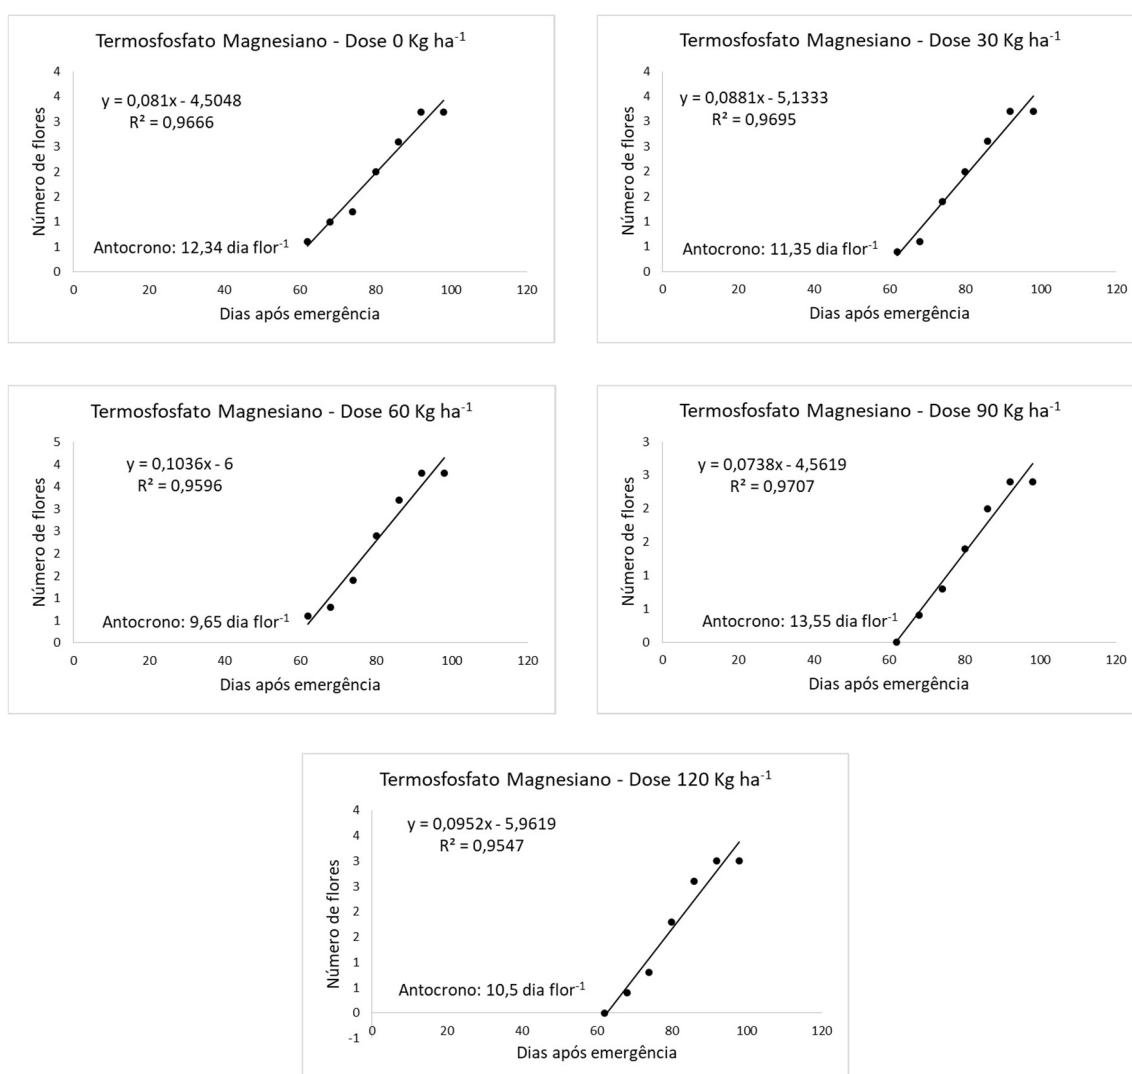 Termosfosfato Magnesiano - Dose 0 Kg ha-1
4
4
3
3
2
2
1
1
0
Número de flores
y = 0,081x - 4,5048
R² = 0,9666
Antocrono: 12,34 dia flor-1
0 20 40 60 80 100 120
Dias após emergência
Termosfosfato Magnesiano - Dose 30 Kg ha-1
4
4
3
3
2
2
1
1
0
Número de flores
y = 0,0881x - 5,1333
R² = 0,9695
Antocrono: 11,35 dia flor-1
0 20 40 60 80 100 120
Dias após emergência
Termosfosfato Magnesiano - Dose 60 Kg ha-1
5
4
4
3
3
2
2
1
1
0
Número de flores
y = 0,1036x - 6
R² = 0,9596
Antocrono: 9,65 dia flor-1
0 20 40 60 80 100 120
Dias após emergência
Termosfosfato Magnesiano - Dose 90 Kg ha-1
3
3
2
2
1
1
0
Número de flores
y = 0,0738x - 4,5619
R² = 0,9707
Antocrono: 13,55 dia flor-1
0 20 40 60 80 100 120
Dias após emergência
Termosfosfato Magnesiano - Dose 120 Kg ha-1
4
4
3
3
2
2
1
1
0
-1
Número de flores
y = 0,0952x - 5,9619
R² = 0,9547
Antocrono: 10,5 dia flor-1
0 20 40 60 80 100 120
Dias após emergência